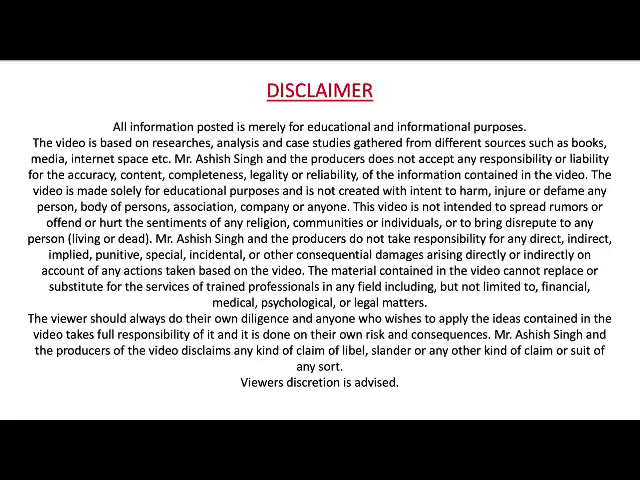 DISCLAIMER
All information posted is merely for educational and informational purposes.
The video is based on researches, analysis and case studies gathered from different sources such as books,
media, internet space etc. Mr. Ashish Singh and the producers does not accept any responsibility or liability
for the accuracy, content, completeness, legality or reliability, of the information contained in the video. The
video is made solely for educational purposes and is not created with intent to harm, injure or defame any
person, body of persons, association, company or anyone. This video is not intended to spread rumors or
offend or hurt the sentiments of any religion, communities or individuals, or to bring disrepute to any
person (living or dead). Mr. Ashish Singh and the producers do not take responsibility for any direct, indirect,
implied, punitive, special, incidental, or other consequential damages arising directly or indirectly on
account of any actions taken based on the video. The material contained in the video cannot replace or
substitute for the services of trained professionals in any field including, but not limited to, financial,
medical, psychological, or legal matters.
The viewer should always do their own diligence and anyone who wishes to apply the ideas contained in the
video takes full responsibility of it and it is done on their own risk and consequences. Mr. Ashish Singh and
the producers of the video disclaims any kind of claim of libel, slander or any other kind of claim or suit of
any sort.
Viewers discretion is advised.